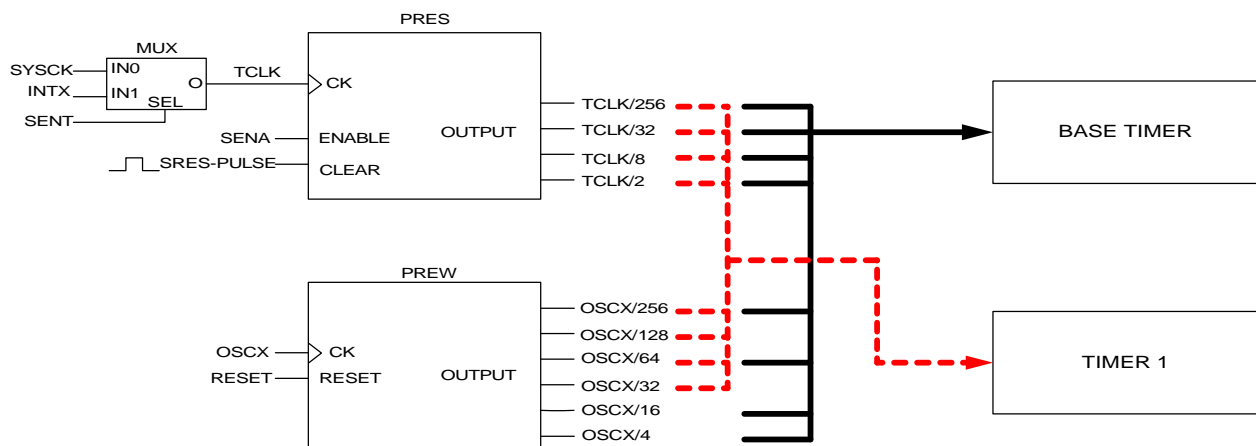 PRES
MUX
SYSCK
IN0
O
TCLK
CK
INTX
IN1
SEL
SENT
TCLK/256
BASE TIMER
TCLK/32
SENA
ENABLE
OUTPUT
TCLK/8
SRES-PULSE
CLEAR
TCLK/2
PREW
OSCX/256
OSCX/128
OSCX
CK
OSCX/64
TIMER 1
RESET
RESET
OUTPUT
OSCX/32
OSCX/16
OSCX/4